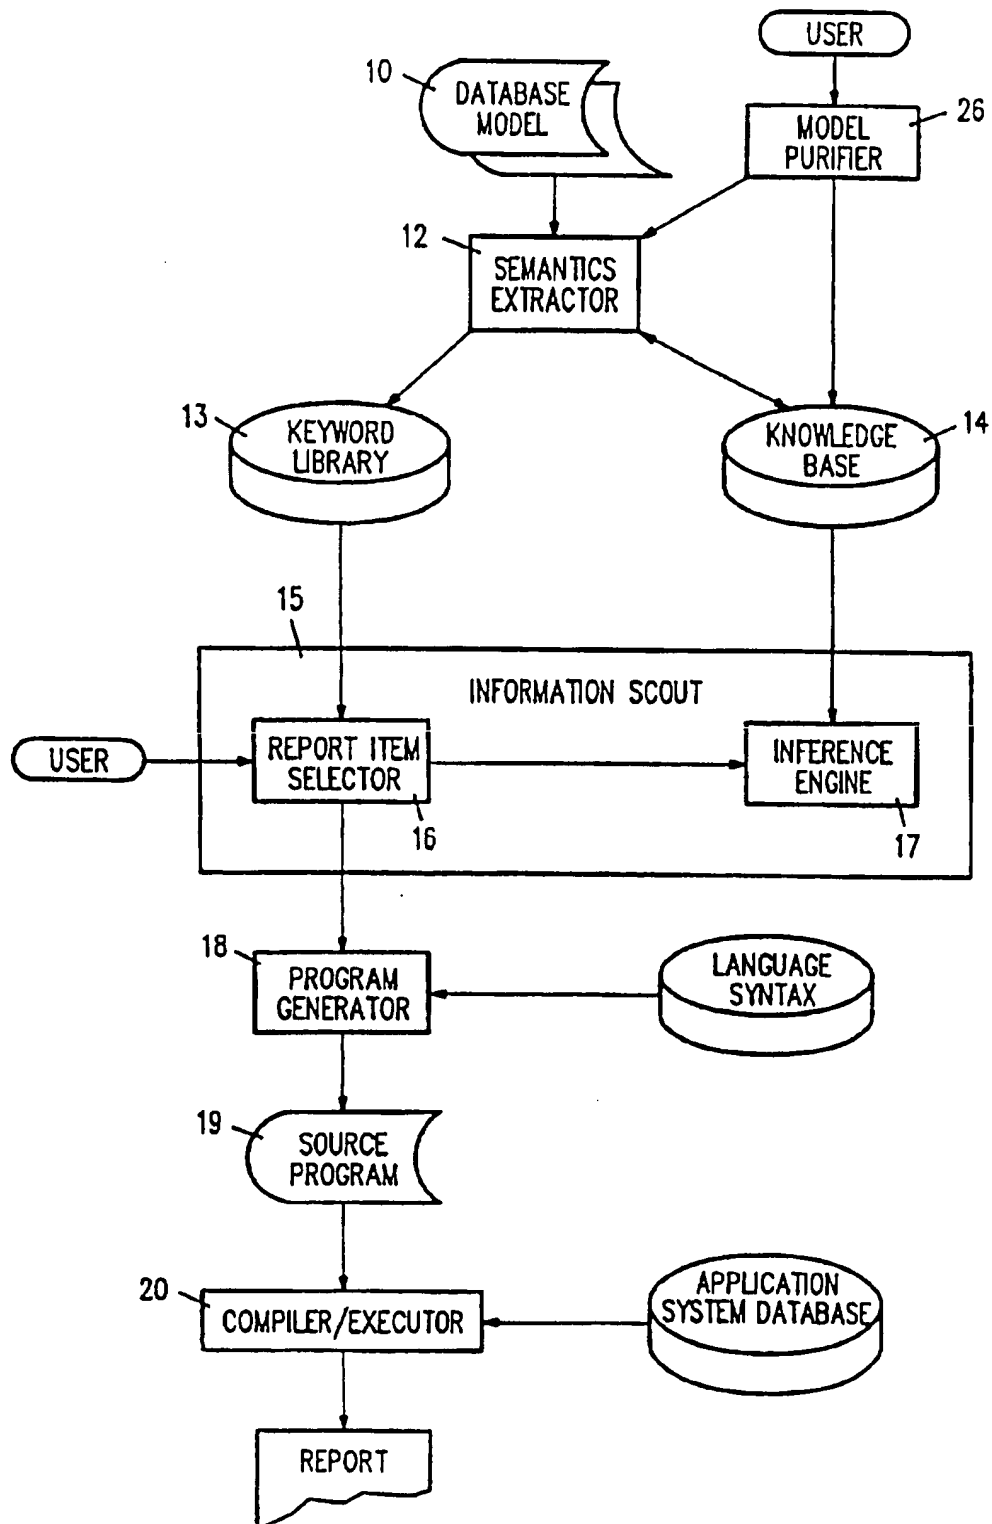 USER
10
DATABASE
MODEL
26
MODEL
PURIFIER
12
SEMANTICS
EXTRACTOR
13
KEYWORD
LIBRARY
14
KNOWLEDGE
BASE
15
INFORMATION SCOUT
USER
REPORT ITEM
SELECTOR
16
INFERENCE
ENGINE
17
18
PROGRAM
GENERATOR
LANGUAGE
SYNTAX
19
SOURCE
PROGRAM
20
COMPILER/EXECUTOR
APPLICATION
SYSTEM DATABASE
REPORT